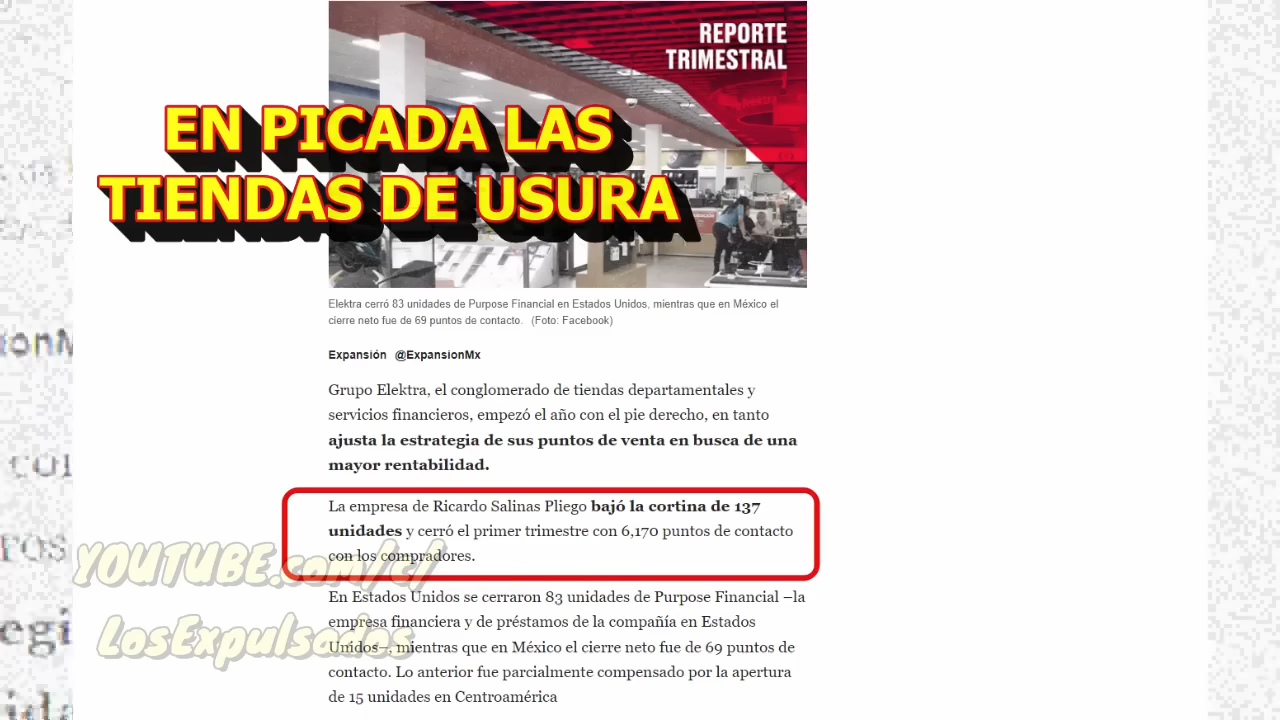 REPORTE
TRIMESTRAL
EN PICADA LAS
TIENDAS DE USURA
Elektra cerró 83 unidades de Purpose Financial en Estados Unidos, mientras que en México el
cierre neto fue de 69 puntos de contacto. (Foto: Facebook)
Expansión @ExpansionMx
Grupo Elektra, el conglomerado de tiendas departamentales y
servicios financieros, empezó el año con el pie derecho, en tanto
ajusta la estrategia de sus puntos de venta en busca de una
mayor rentabilidad.
La empresa de Ricardo Salinas Pliego bajó la cortina de 137
unidades y cerró el primer trimestre con 6,170 puntos de contacto
con los compradores.
YOUTUBE.com/c/
LosExpulsados
En Estados Unidos se cerraron 83 unidades de Purpose Financial –la
empresa financiera y de préstamos de la compañía en Estados
Unidos–, mientras que en México el cierre neto fue de 69 puntos de
contacto. Lo anterior fue parcialmente compensado por la apertura
de 15 unidades en Centroamérica